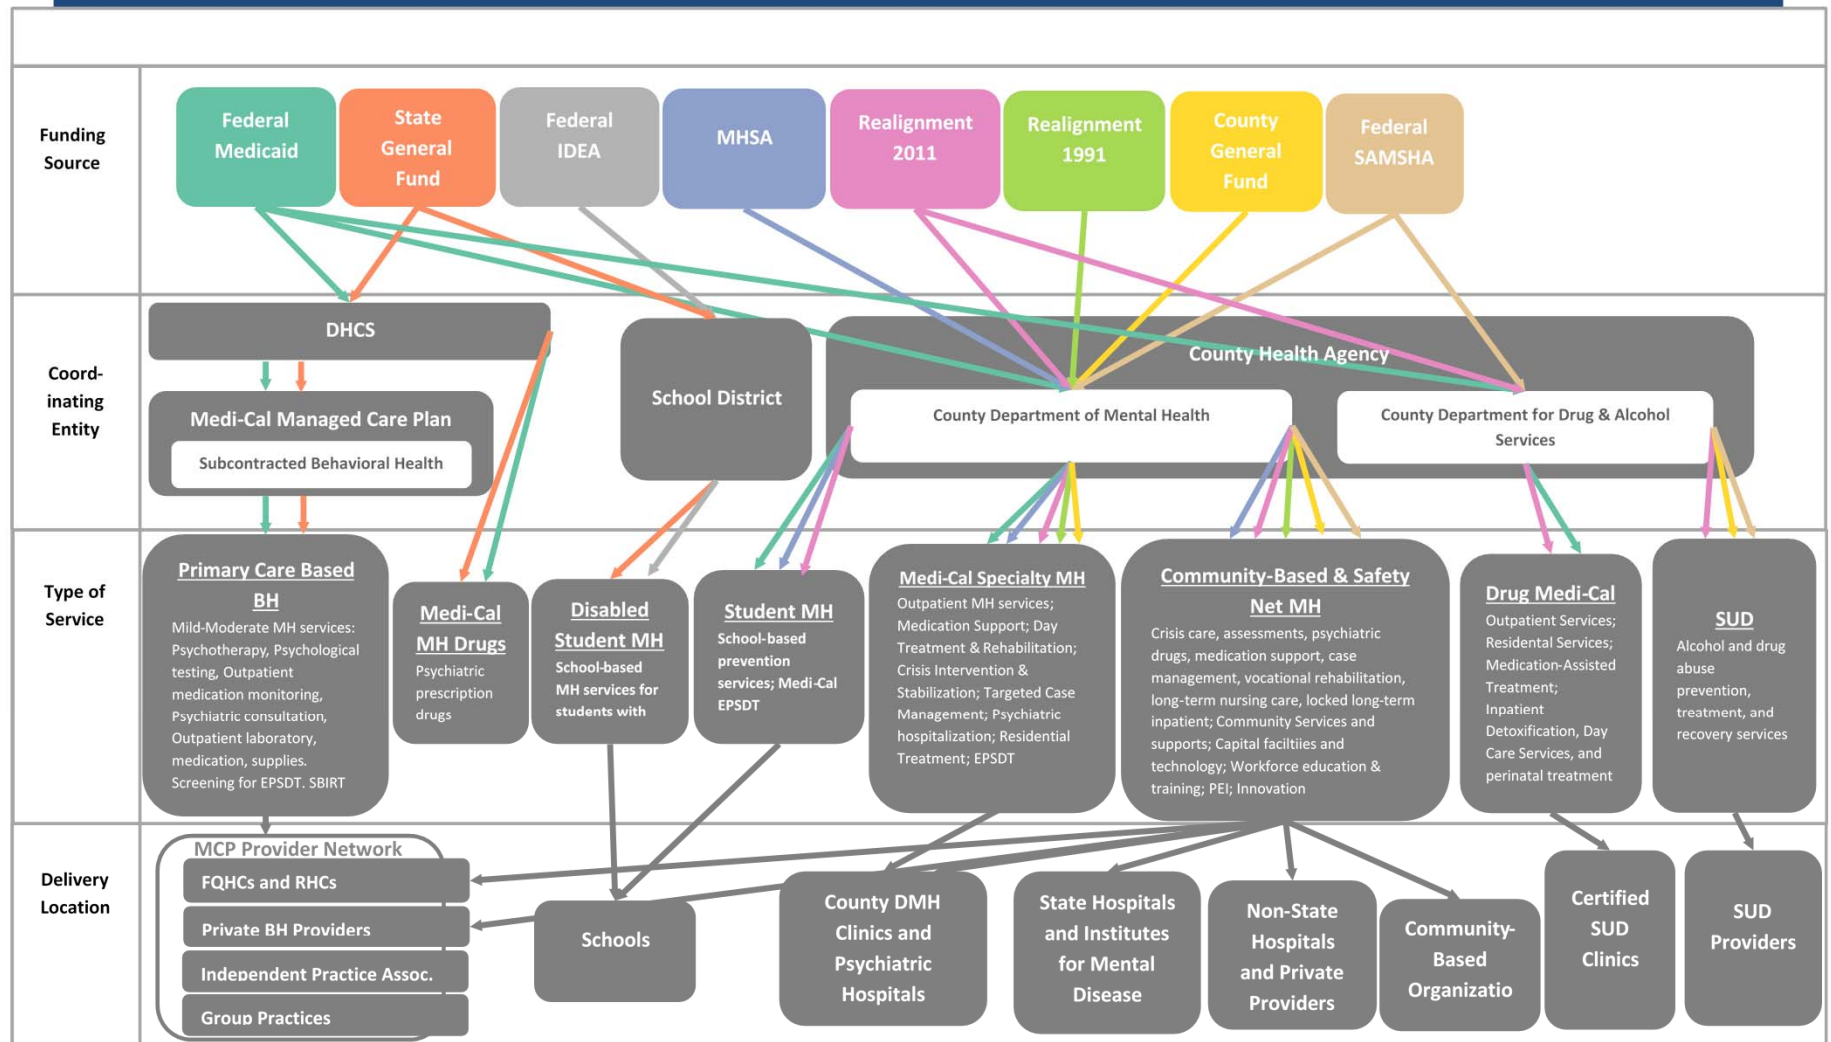 Funding
Source
Federal
Medicaid
State
General
Fund
Federal
IDEA
MHSA
Realignment
2011
Realignment
1991
County
General
Fund
Federal
SAMSHA
Coord-
inating
Entity
DHCS
Medi-Cal Managed Care Plan
Subcontracted Behavioral Health
School District
County Health Agency
County Department of Mental Health
County Department for Drug & Alcohol
Services
Type of
Service
Primary Care Based
BH
Mild-Moderate MH services:
Psychotherapy, Psychological
testing, Outpatient
medication monitoring,
Psychiatric consultation,
Outpatient laboratory,
medication, supplies.
Screening for EPSDT. SBIRT
Medi-Cal
MH Drugs
Psychiatric
prescription
drugs
Disabled
Student MH
School-based
MH services for
students with
Student MH
School-based
prevention
services; Medi-Cal
EPSDT
Medi-Cal Specialty MH
Outpatient MH services;
Medication Support; Day
Treatment & Rehabilitation;
Crisis Intervention &
Stabilization; Targeted Case
Management; Psychiatric
hospitalization; Residential
Treatment; EPSDT
Community-Based & Safety
Net MH
Crisis care, assessments, psychiatric
drugs, medication support, case
management, vocational rehabilitation,
long-term nursing care, locked long-term
inpatient; Community Services and
supports; Capital faciltiies and
technology; Workforce education &
training; PEI; Innovation
Drug Medi-Cal
Outpatient Services;
Residental Services;
Medication-Assisted
Treatment;
Inpatient
Detoxification, Day
Care Services, and
perinatal treatment
SUD
Alcohol and drug
abuse
prevention,
treatment, and
recovery services
Delivery
Location
MCP Provider Network
FQHCs and RHCs
Private BH Providers
Independent Practice Assoc.
Group Practices
Schools
County DMH
Clinics and
Psychiatric
Hospitals
State Hospitals
and Institutes
for Mental
Disease
Non-State
Hospitals
and Private
Providers
Community-
Based
Organizatio
Certified
SUD
Clinics
SUD
Providers